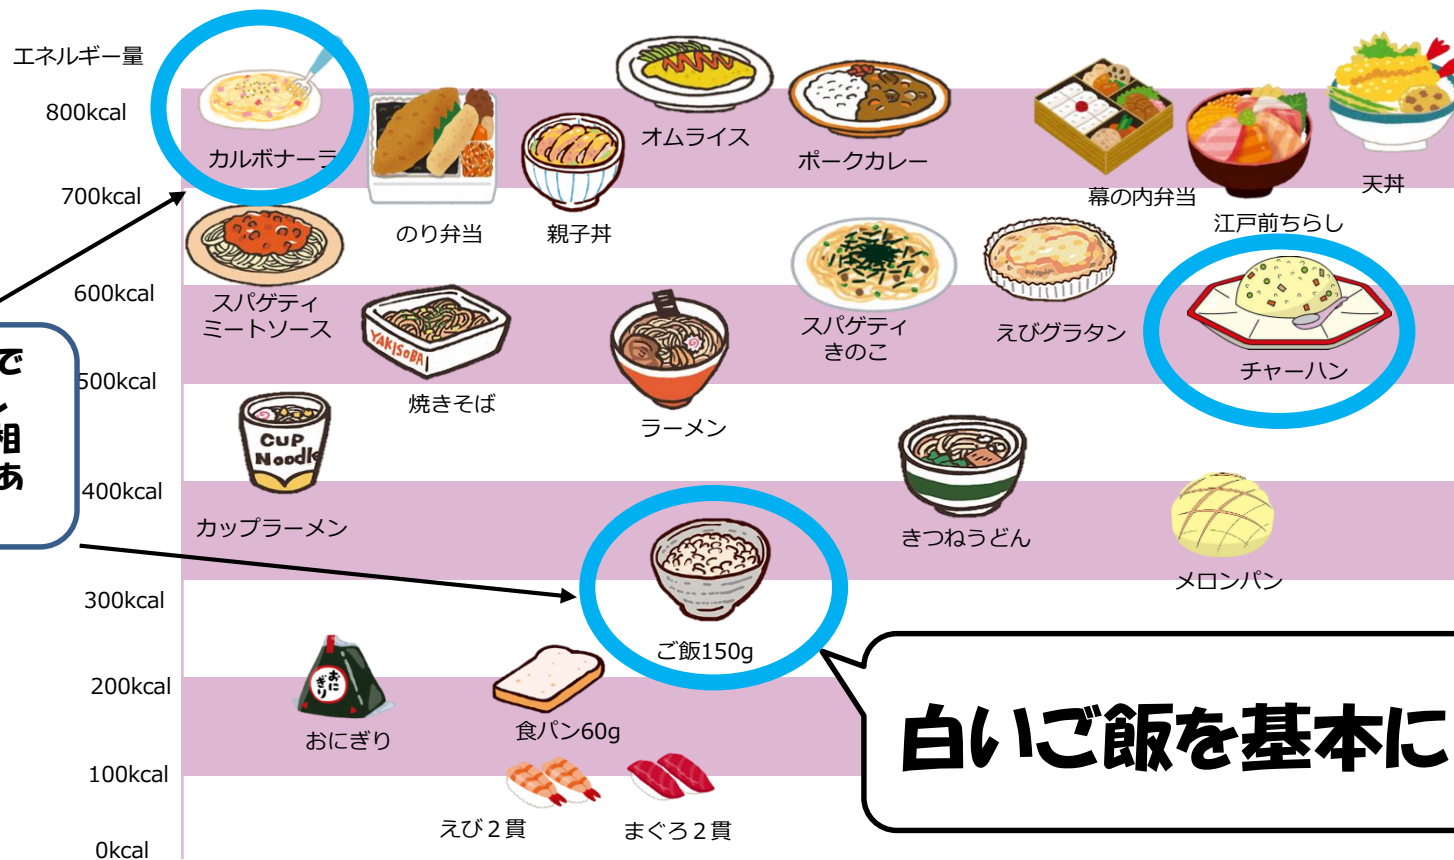 エネルギー量
800kcal
カルボナーラ
のり弁当
親子丼
オムライス
ポークカレー
幕の内弁当
江戸前ちらし
天丼
700kcal
スパゲティ
ミートソース
YAKISOBA
焼きそば
ラーメン
スパゲティ
きのこ
えびグラタン
チャーハン
600kcal
で
相
あ
500kcal
CUP
Noodle
カップラーメン
きつねうどん
メロンパン
400kcal
ご飯150g
300kcal
おに
ぎり
おにぎり
食パン60g
200kcal
白いご飯を基本に
100kcal
えび２貫
まぐろ２貫
0kcal